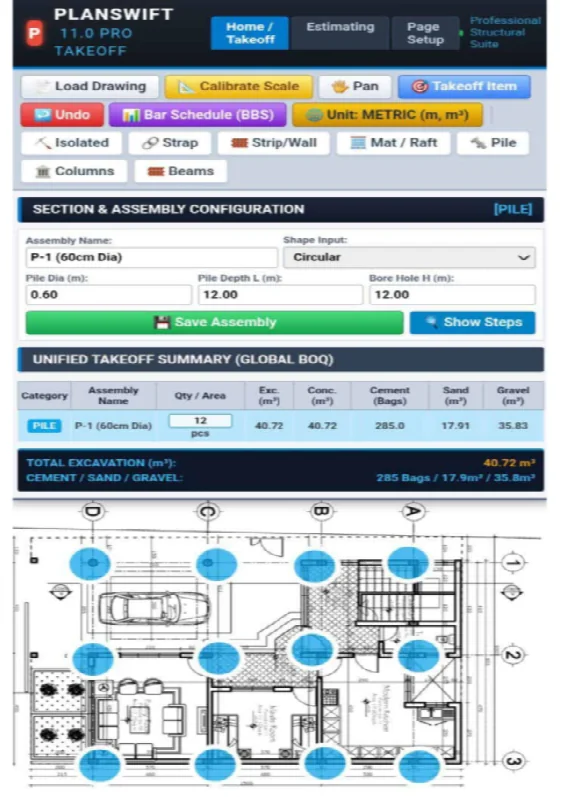 PLANSWIFT
P 11.0 PRO
TAKEOFF
Home / Takeoff
Estimating
Page Setup
Professional Structural Suite
Load Drawing
Calibrate Scale
Pan
Takeoff Item
Undo
Bar Schedule (BBS)
Unit: METRIC (m, m³)
Isolated
Strap
Strip/Wall
Mat / Raft
Pile
Columns
Beams
SECTION & ASSEMBLY CONFIGURATION [PILE]
Assembly Name: Shape Input:
P-1 (60cm Dia) Circular
Pile Dia (m): Pile Depth L (m): Bore Hole H (m):
0.60 12.00 12.00
Save Assembly Show Steps
UNIFIED TAKEOFF SUMMARY (GLOBAL BOQ)
Category Assembly Name Qty / Area Exc. (m³) Conc. (m³) Cement (Bags) Sand (m³) Gravel (m³)
PILE P-1 (60cm Dia) 12 pcs 40.72 40.72 285.0 17.91 35.83
TOTAL EXCAVATION (m³): 40.72 m³
CEMENT / SAND / GRAVEL: 285 Bags / 17.9m³ / 35.8m³
D C B A
1
2
3